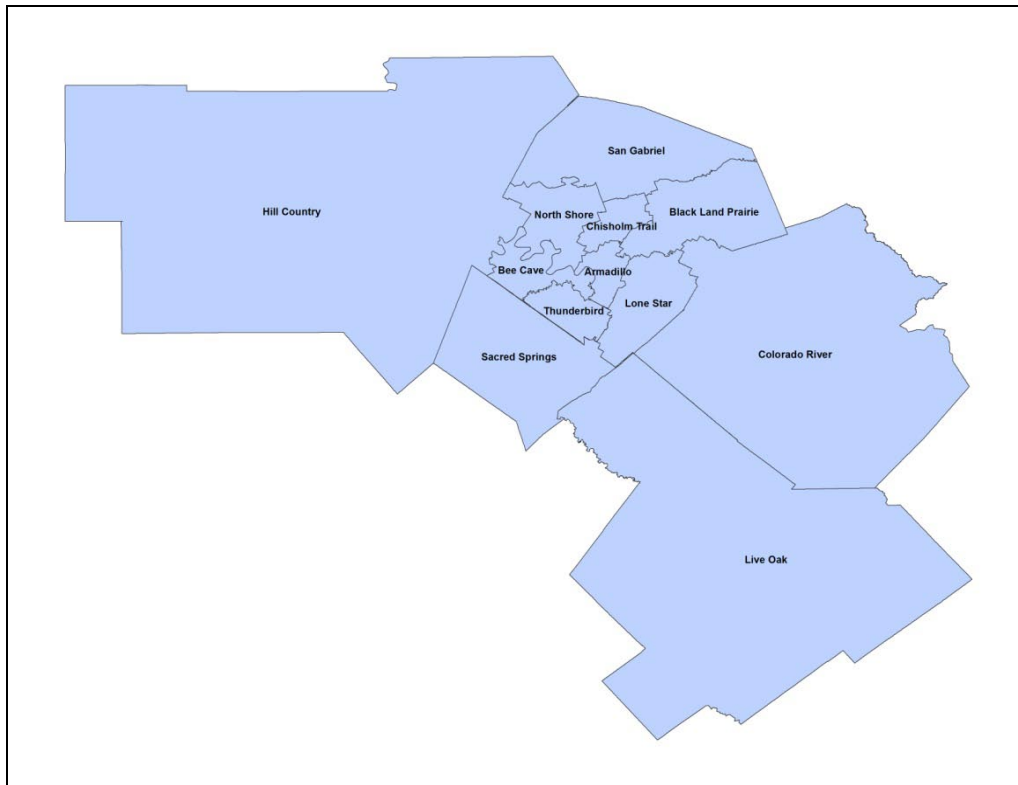 San Gabriel
Hill Country
Black Land Prairie
North Shore
Chisholm Trail
Bee Cave
Armadillo
Lone Star
Thunderbird
Colorado River
Sacred Springs
Live Oak